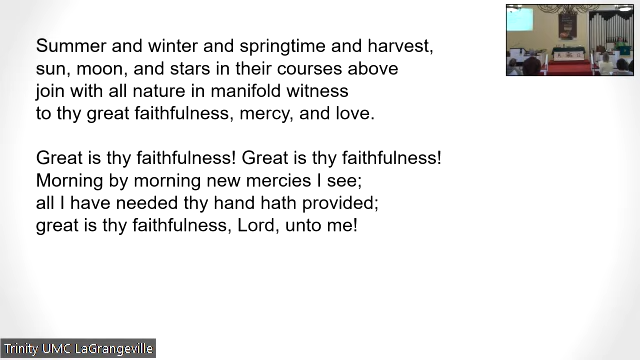 Summer and winter and springtime and harvest,
sun, moon, and stars in their courses above
join with all nature in manifold witness
to thy great faithfulness, mercy, and love.
Great is thy faithfulness! Great is thy faithfulness!
Morning by morning new mercies I see;
all I have needed thy hand hath provided;
great is thy faithfulness, Lord, unto me!
Trinity UMC LaGrangeville